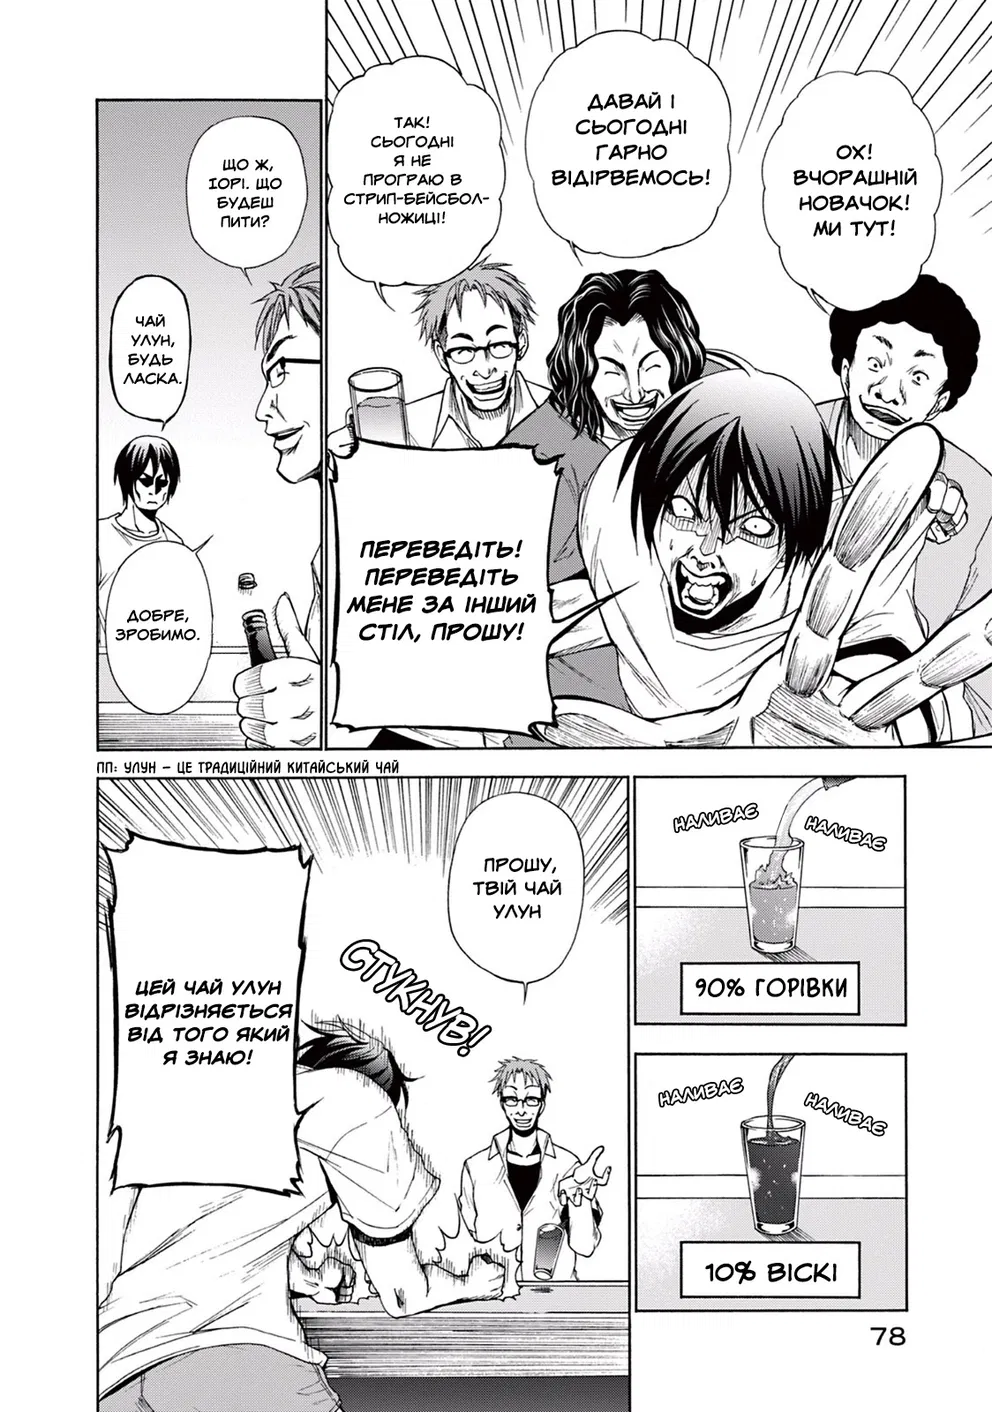 ОХ!
ВЧОРАШНІЙ
НОВАЧОК!
МИ ТУТ!
ДАВАЙ І
СЬОГОДНІ
ГАРНО
ВІДІРВЕМОСЬ!
ТАК!
СЬОГОДНІ
Я НЕ
ПРОГРАЮ В
СТРИП-БЕЙСБОЛ-
НОЖИЦІ!
ПЕРЕВЕДІТЬ!
ПЕРЕВЕДІТЬ
МЕНЕ ЗА ІНШИЙ
СТІЛ, ПРОШУ!
ЩО Ж,
ІОРІ. ЩО
БУДЕШ
ПИТИ?
ЧАЙ
УЛУН,
БУДЬ
ЛАСКА.
ДОБРЕ,
ЗРОБИМО.
ПП: УЛУН – ЦЕ ТРАДИЦІЙНИЙ КИТАЙСЬКИЙ ЧАЙ
НАЛИВАЄ
НАЛИВАЄ
90% ГОРІВКИ
НАЛИВАЄ
НАЛИВАЄ
10% ВІСКІ
ПРОШУ,
ТВІЙ ЧАЙ
УЛУН
СТУКНУВ!
ЦЕЙ ЧАЙ УЛУН
ВІДРІЗНЯЄТЬСЯ
ВІД ТОГО ЯКИЙ
Я ЗНАЮ!
78